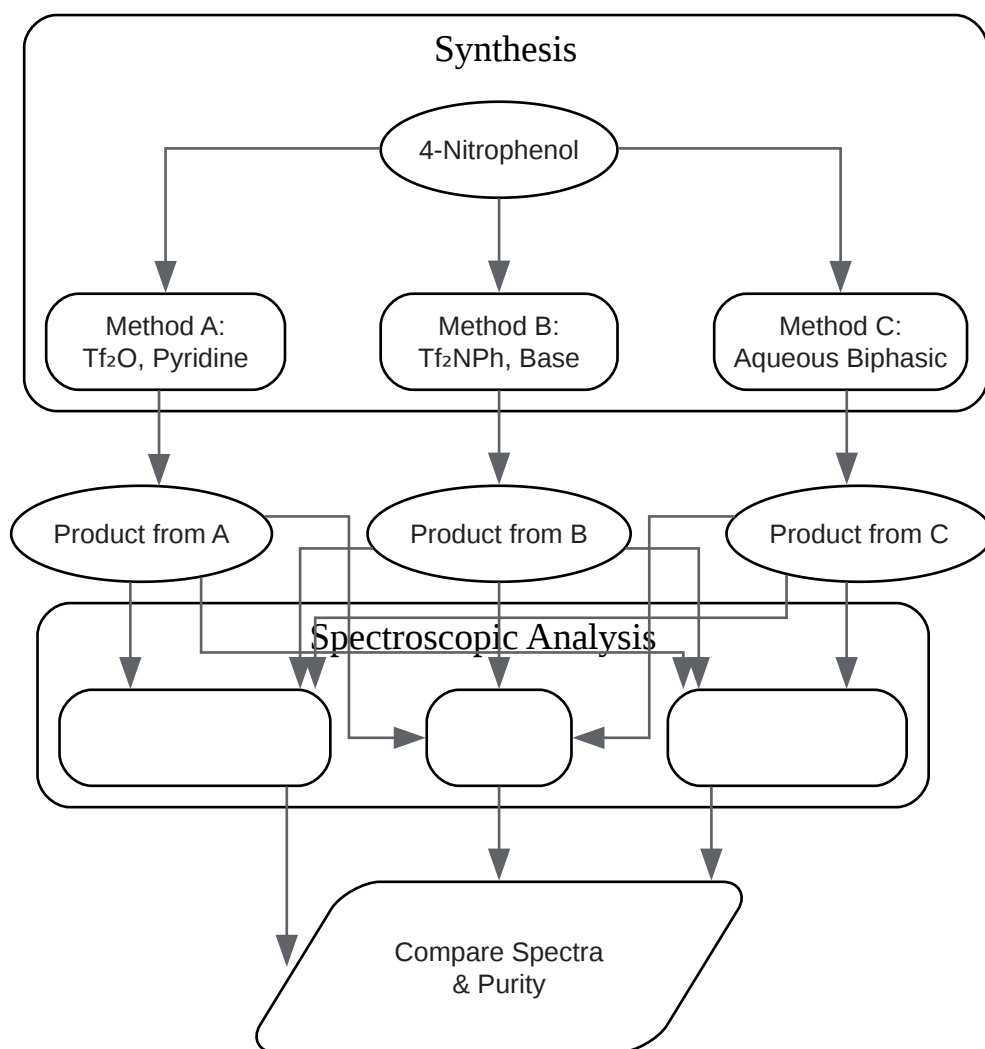 Synthesis
4-Nitrophenol
Method A:
Tf₂O, Pyridine
Method B:
Tf₂NPh, Base
Method C:
Aqueous Biphasic
Product from A
Product from B
Product from C
Spectroscopic Analysis
Compare Spectra
& Purity